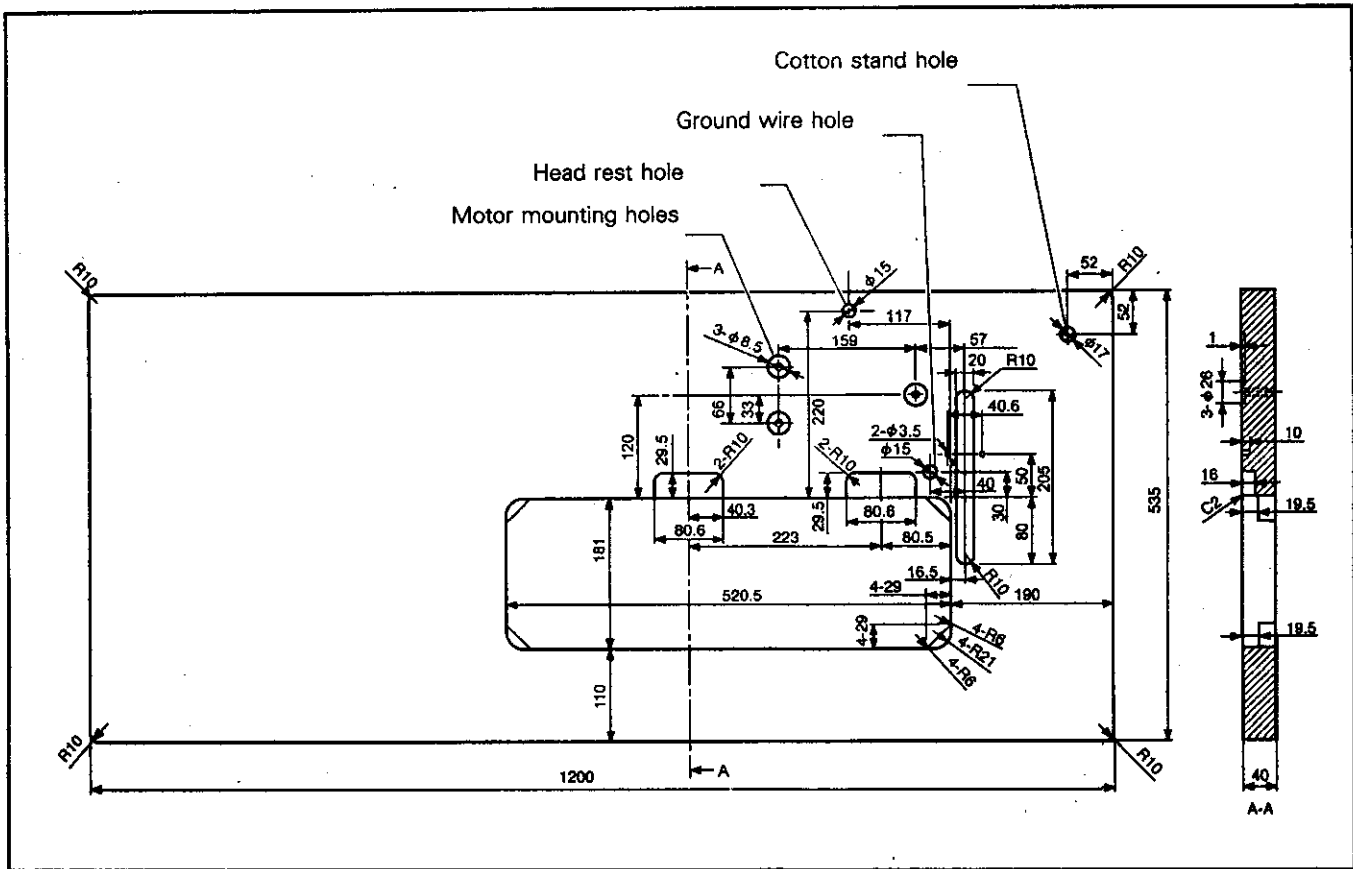 Cotton stand hole
Ground wire hole
Head rest hole
Motor mounting holes
R10
A
φ15
52
R10
117
52
3-φ8.5
159
57
φ17
1
20
R10
66
33
220
40.6
3-φ26
120
29.5
2-R10
2-R10
2-φ3.5
φ15
10
50
205
535
16
40
30
40.3
29.5
80.6
C2
19.5
80.6
223
80.5
80
181
16.5
R10
4-29
520.5
190
4-R6
19.5
4-29
4-R21
4-R6
110
R10
R10
A
1200
40
A-A